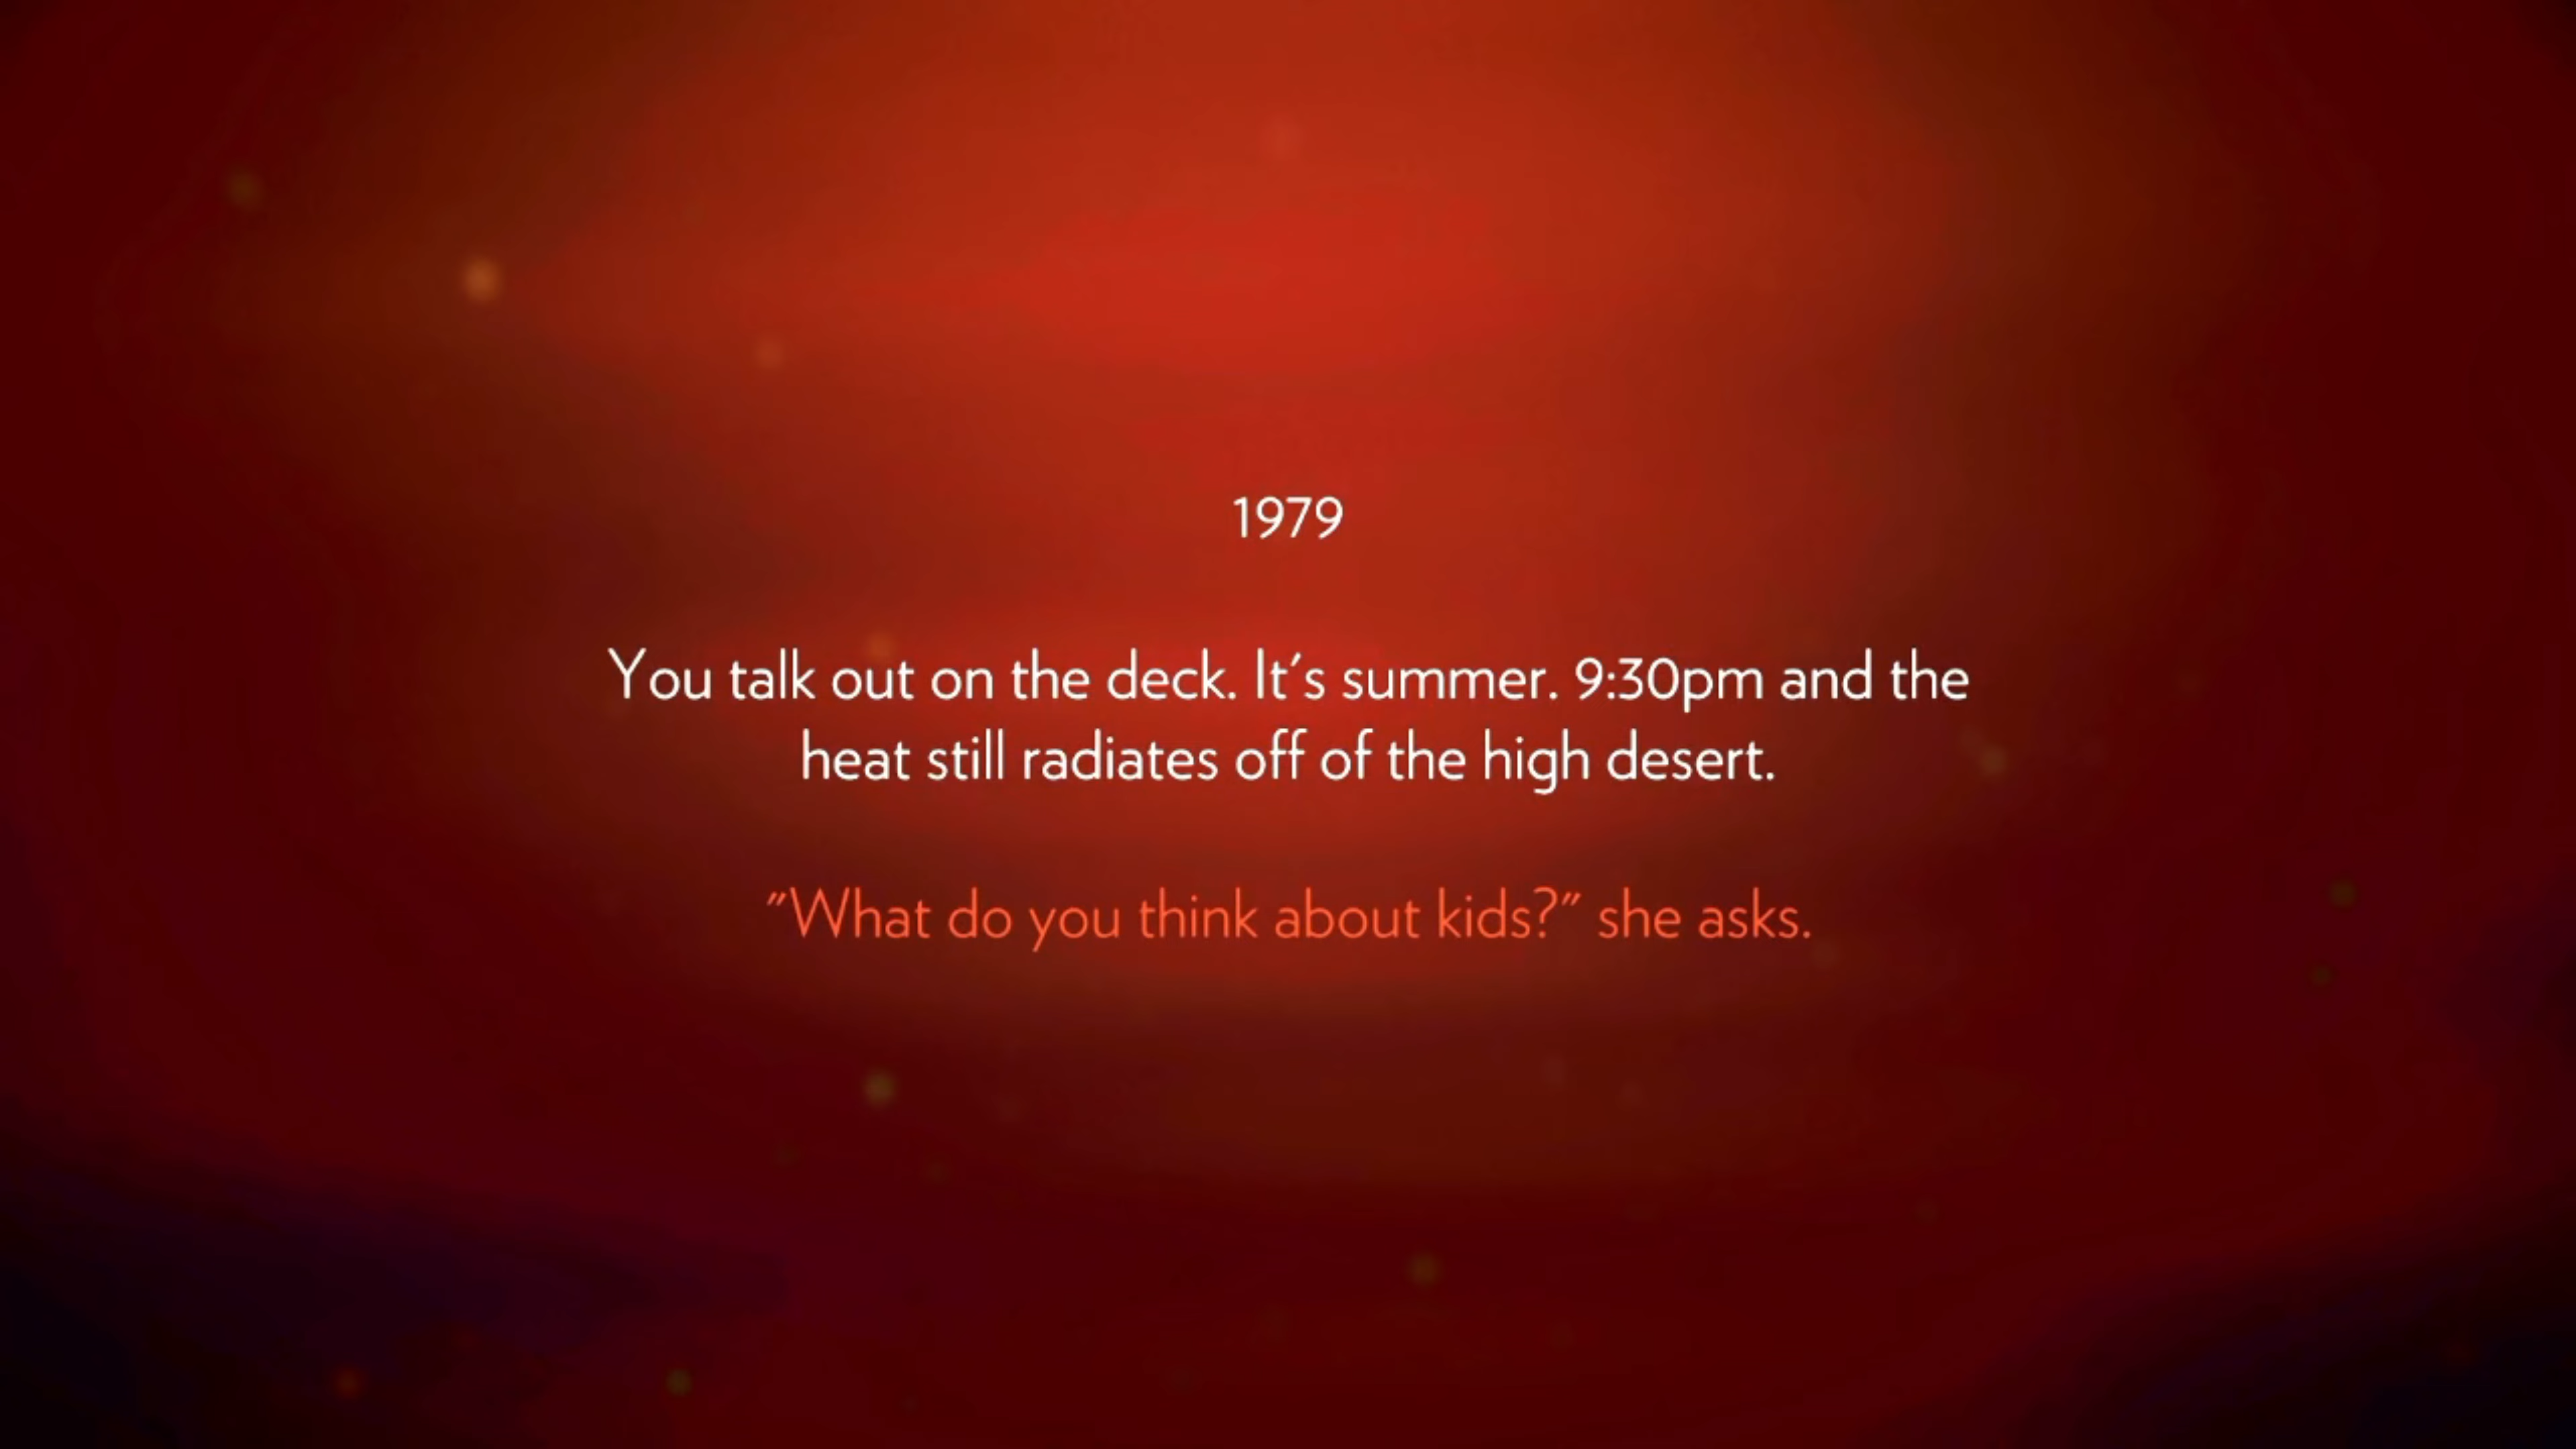 1979
You talk out on the deck. It's summer. 9:30pm and the
heat still radiates off of the high desert.
"What do you think about kids?" she asks.